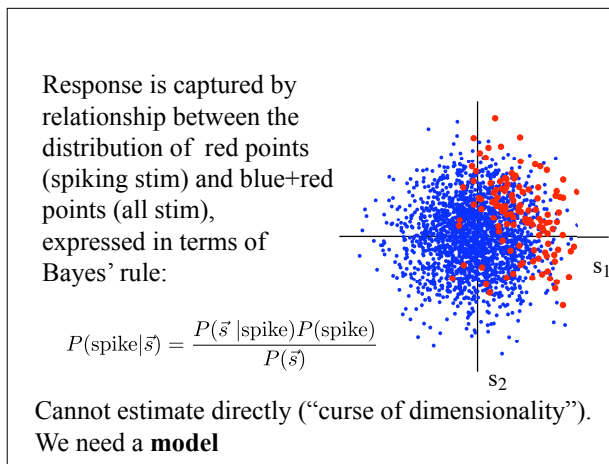 Response is captured by
relationship between the
distribution of  red points
(spiking stim) and blue+red
points (all stim),
expressed in terms of
Bayes’ rule:
P(spike|s⃗) = P(s⃗ |spike)P(spike) / P(s⃗)
s₁
s₂
Cannot estimate directly (“curse of dimensionality”).
We need a model